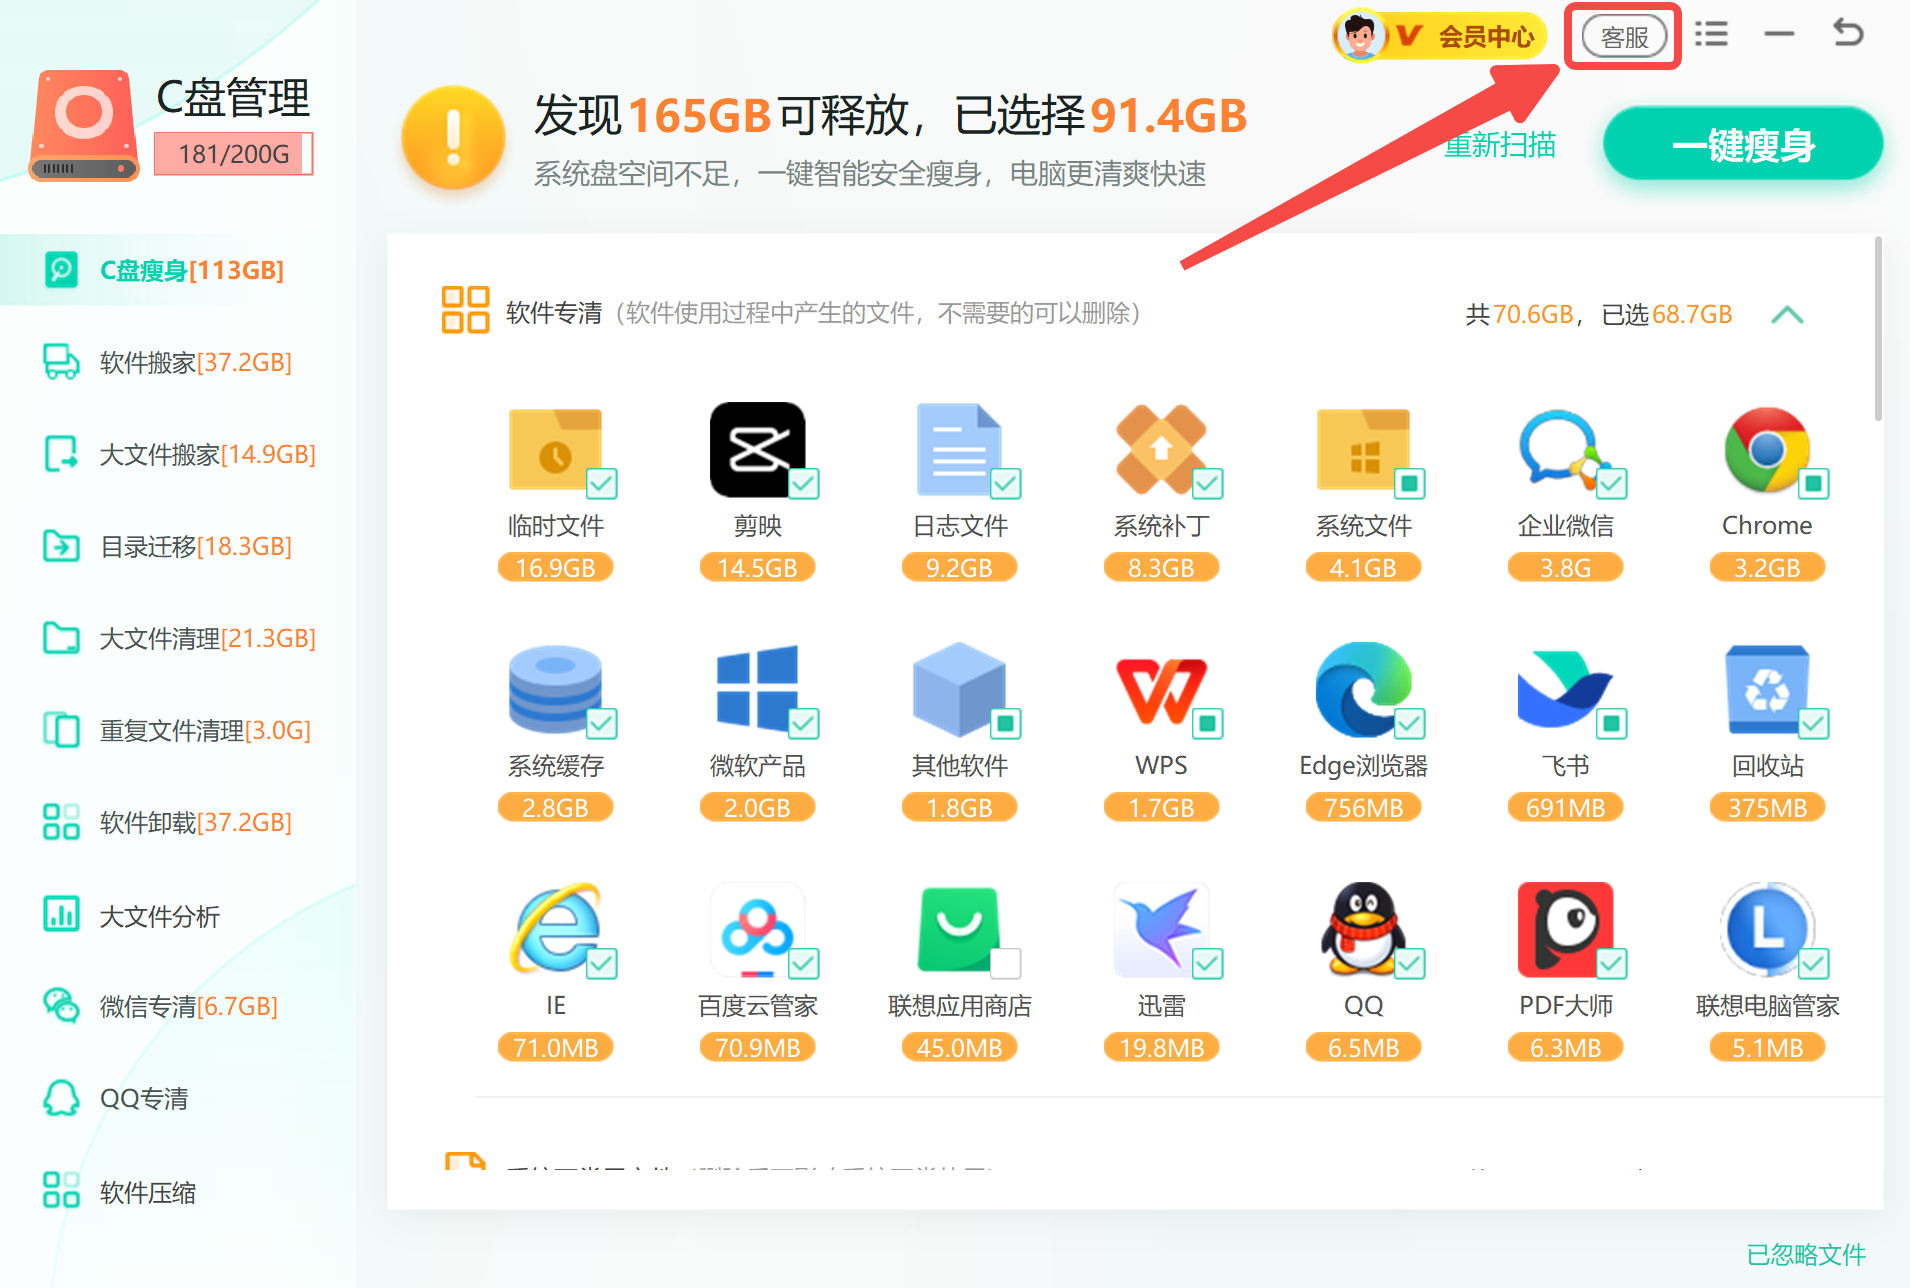 会员中心
客服
C盘管理
181/200G
发现165GB可释放，已选择91.4GB
系统盘空间不足，一键智能安全瘦身，电脑更清爽快速
重新扫描
一键瘦身
C盘瘦身[113GB]
软件搬家[37.2GB]
大文件搬家[14.9GB]
目录迁移[18.3GB]
大文件清理[21.3GB]
重复文件清理[3.0G]
软件卸载[37.2GB]
大文件分析
微信专清[6.7GB]
QQ专清
软件压缩
软件专清（软件使用过程中产生的文件，不需要的可以删除）
共70.6GB，已选68.7GB
临时文件 剪映 日志文件 系统补丁 系统文件 企业微信 Chrome
16.9GB 14.5GB 9.2GB 8.3GB 4.1GB 3.8G 3.2GB
系统缓存 微软产品 其他软件 WPS Edge浏览器 飞书 回收站
2.8GB 2.0GB 1.8GB 1.7GB 756MB 691MB 375MB
IE 百度云管家 联想应用商店 迅雷 QQ PDF大师 联想电脑管家
71.0MB 70.9MB 45.0MB 19.8MB 6.5MB 6.3MB 5.1MB
已忽略文件